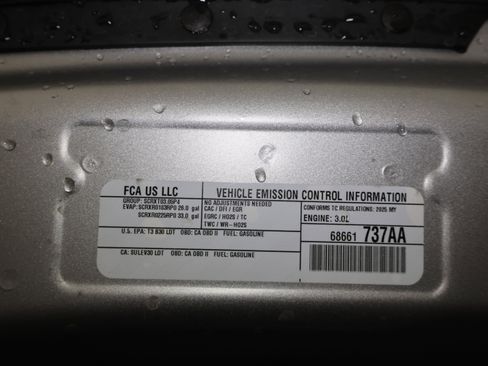 FCA US LLC
GROUP: SCRXT03.05P4
EVAP: SCRXR0183RP0 26.0 gal
SCRXR0225RP0 33.0 gal
U.S. EPA: T3 B30 LDT OBD: CA OBD II FUEL: GASOLINE
CA: SULEV30 LDT OBD: CA OBD II FUEL: GASOLINE
VEHICLE EMISSION CONTROL INFORMATION
NO ADJUSTMENTS NEEDED
CAC / DFI / EGR
EGRC / HO2S / TC
TWC / WR-HO2S
CONFORMS TC REGULATIONS: 2025 MY
ENGINE: 3.0L
68661 737AA